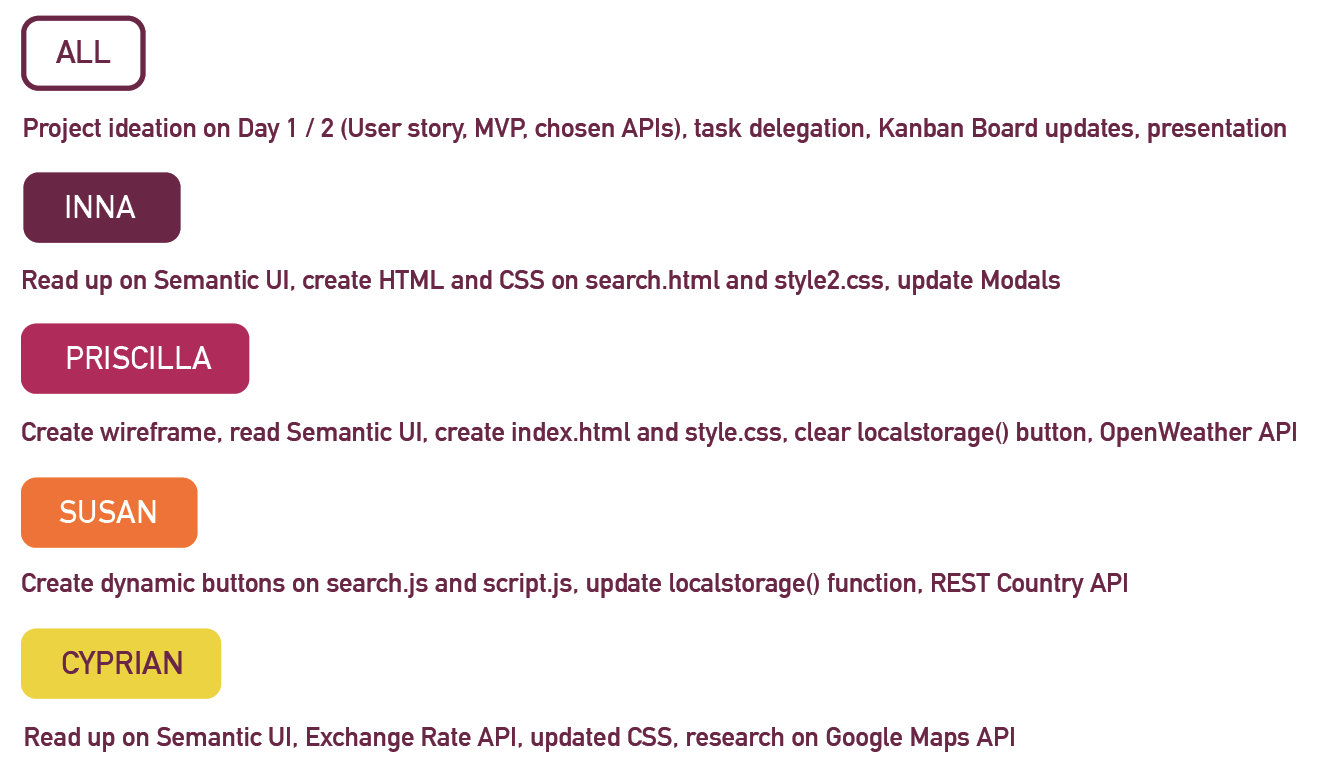 ALL
Project ideation on Day 1 / 2 (User story, MVP, chosen APIs), task delegation, Kanban Board updates, presentation
INNA
Read up on Semantic UI, create HTML and CSS on search.html and style2.css, update Modals
PRISCILLA
Create wireframe, read Semantic UI, create index.html and style.css, clear localstorage() button, OpenWeather API
SUSAN
Create dynamic buttons on search.js and script.js, update localstorage() function, REST Country API
CYPRIAN
Read up on Semantic UI, Exchange Rate API, updated CSS, research on Google Maps API